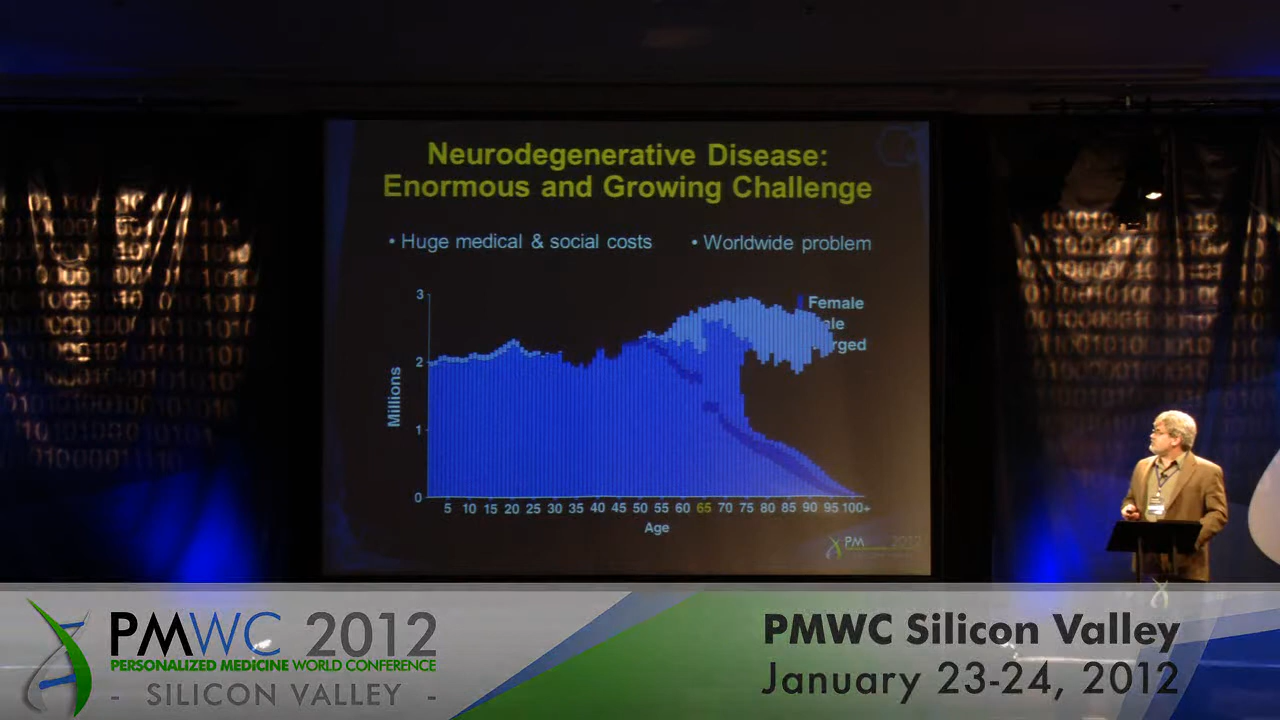 Neurodegenerative Disease:
Enormous and Growing Challenge
• Huge medical & social costs
• Worldwide problem
3
2
1
0
Millions
Female
ale
rged
5 10 15 20 25 30 35 40 45 50 55 60 65 70 75 80 85 90 95 100+
Age
PM 2012
PMWC 2012
PERSONALIZED MEDICINE WORLD CONFERENCE
- SILICON VALLEY -
PMWC Silicon Valley
January 23-24, 2012